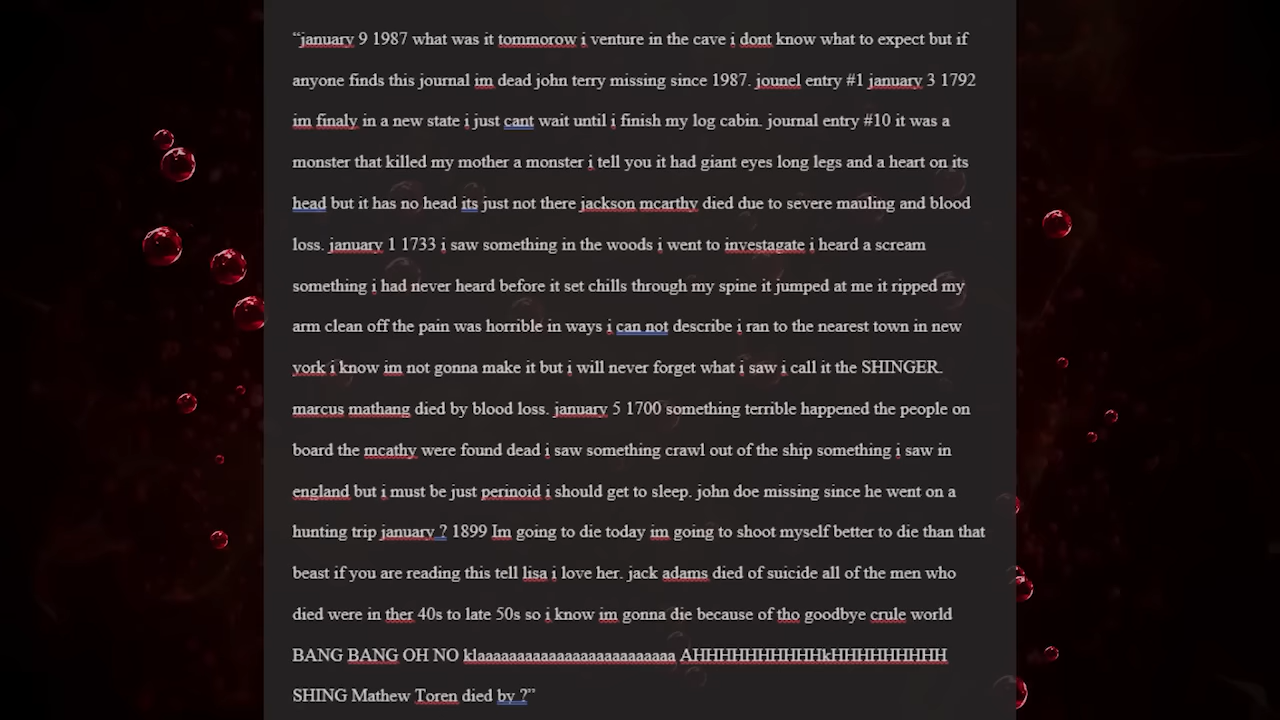 “january 9 1987 what was it tommorow i venture in the cave i dont know what to expect but if
anyone finds this journal im dead john terry missing since 1987. jounel entry #1 january 3 1792
im finaly in a new state i just cant wait until i finish my log cabin. journal entry #10 it was a
monster that killed my mother a monster i tell you it had giant eyes long legs and a heart on its
head but it has no head its just not there jackson mcarthy died due to severe mauling and blood
loss. january 1 1733 i saw something in the woods i went to investagate i heard a scream
something i had never heard before it set chills through my spine it jumped at me it ripped my
arm clean off the pain was horrible in ways i can not describe i ran to the nearest town in new
york i know im not gonna make it but i will never forget what i saw i call it the SHINGER.
marcus mathang died by blood loss. january 5 1700 something terrible happened the people on
board the mcathy were found dead i saw something crawl out of the ship something i saw in
england but i must be just perinoid i should get to sleep. john doe missing since he went on a
hunting trip january ? 1899 Im going to die today im going to shoot myself better to die than that
beast if you are reading this tell lisa i love her. jack adams died of suicide all of the men who
died were in ther 40s to late 50s so i know im gonna die because of tho goodbye crule world
BANG BANG OH NO klaaaaaaaaaaaaaaaaaaaaaaaaa AHHHHHHHHHHHkHHHHHHHHH
SHING Mathew Toren died by ?”